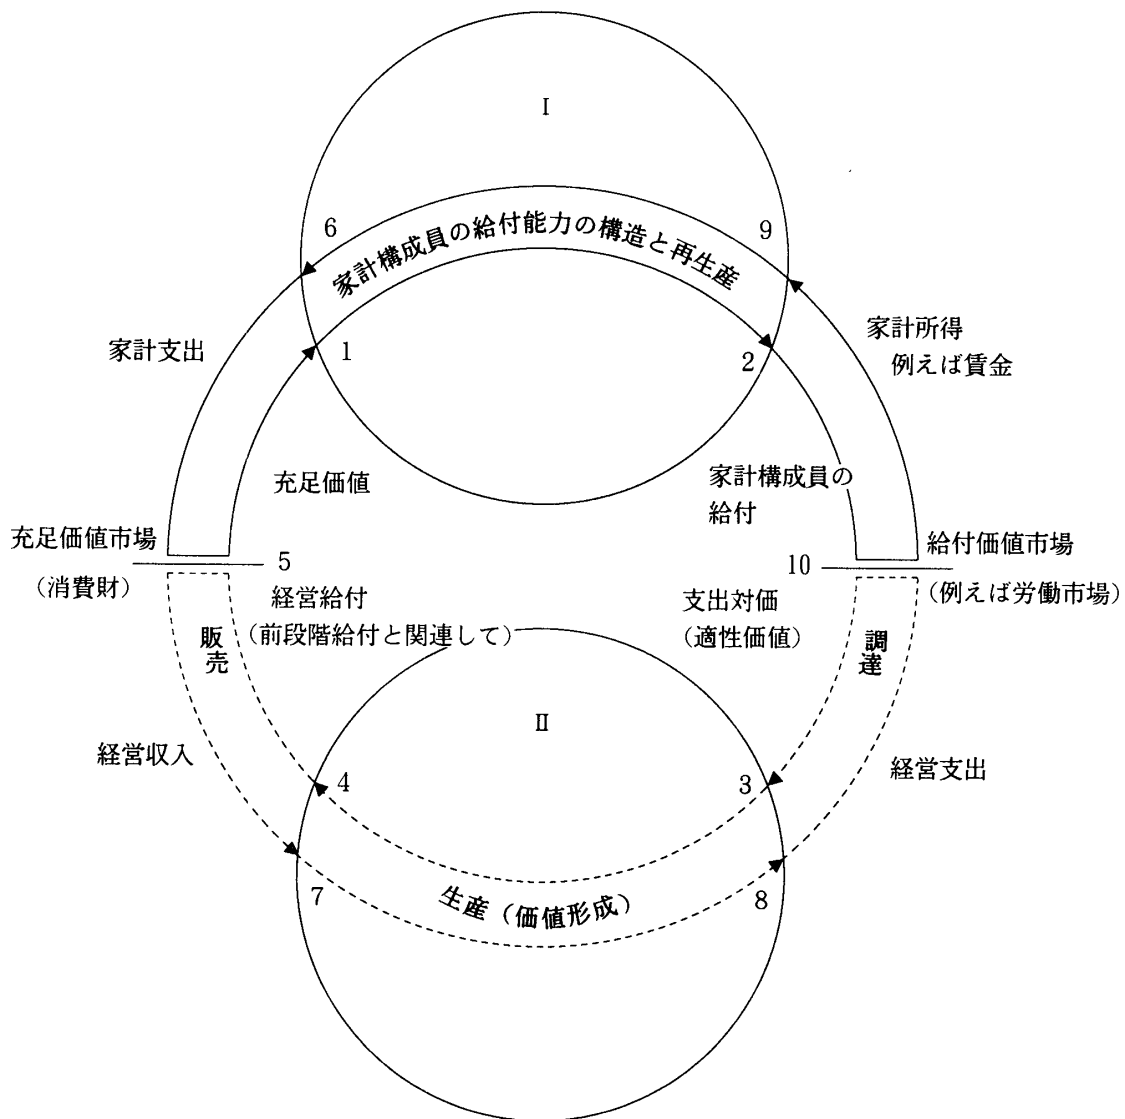 Ⅰ
6
9
家計構成員の給付能力の構造と再生産
家計支出
1
2
家計所得
例えば賃金
充足価値
家計構成員の
給付
充足価値市場
(消費財)
5
10
給付価値市場
(例えば労働市場)
経営給付
(前段階給付と関連して)
支出対価
(適性価値)
販売
調達
Ⅱ
経営収入
経営支出
4
3
7
8
生産(価値形成)